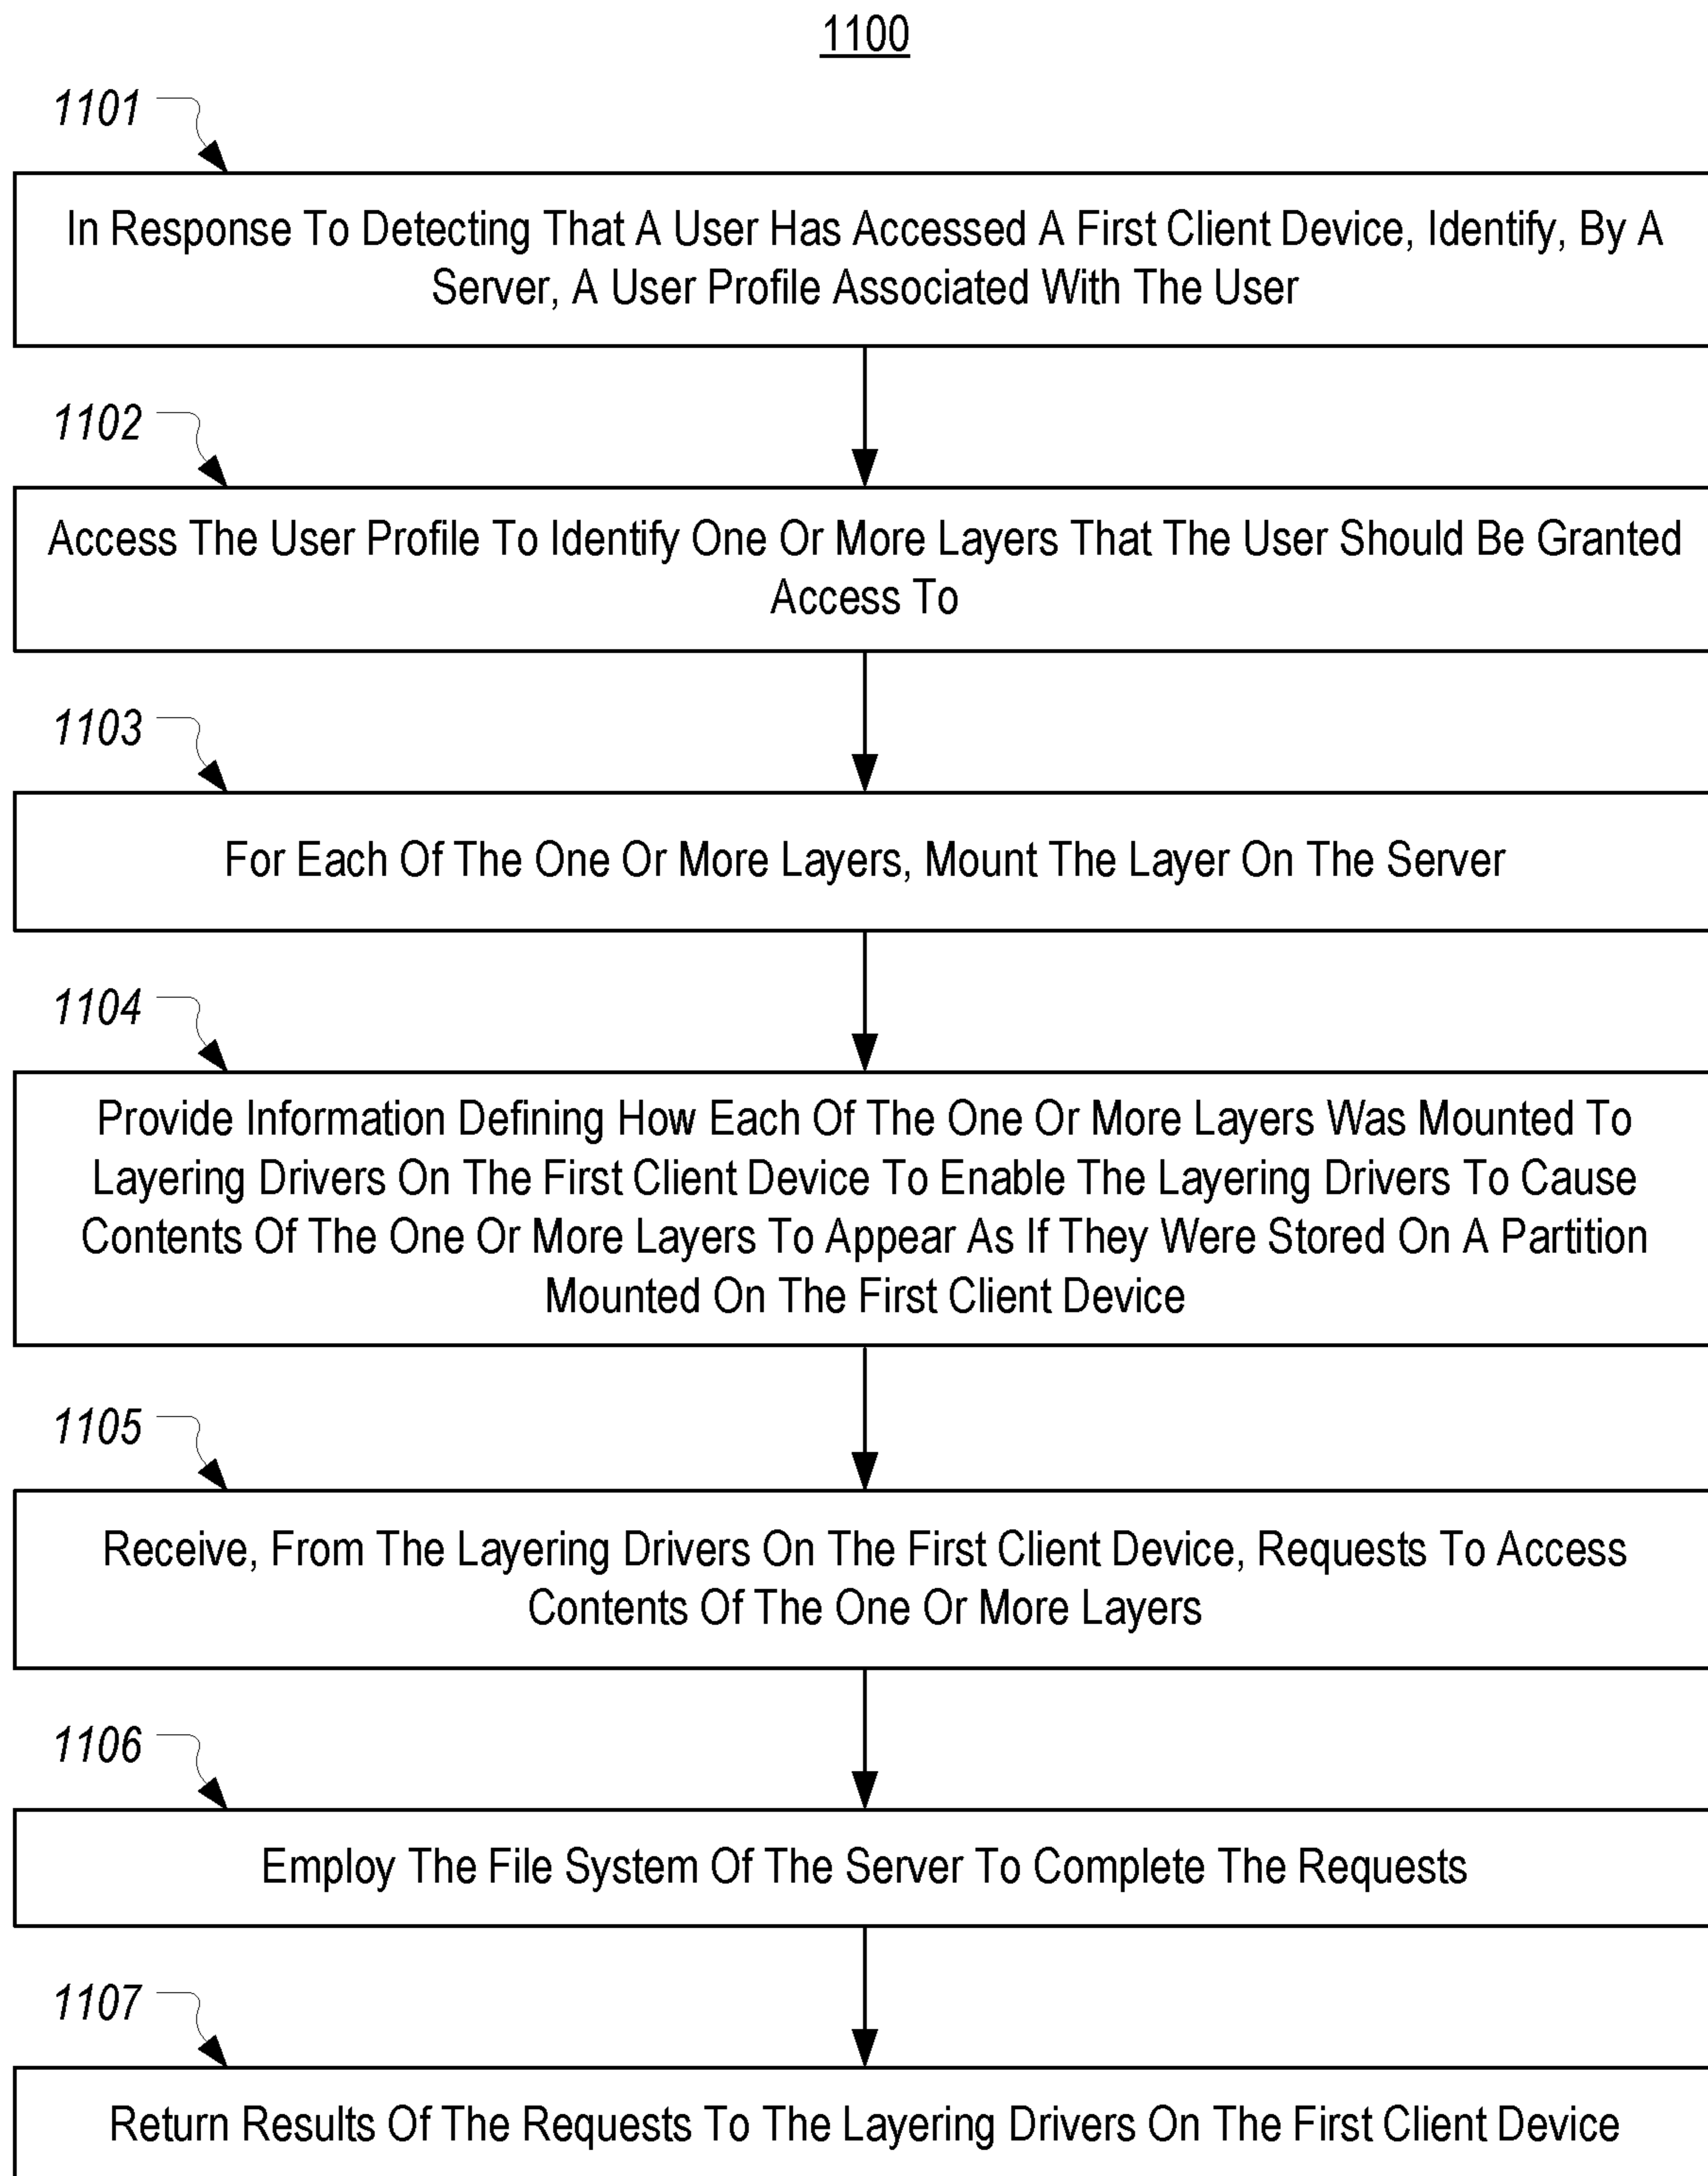 1100
1101
In Response To Detecting That A User Has Accessed A First Client Device, Identify, By A
Server, A User Profile Associated With The User
1102
Access The User Profile To Identify One Or More Layers That The User Should Be Granted
Access To
1103
For Each Of The One Or More Layers, Mount The Layer On The Server
1104
Provide Information Defining How Each Of The One Or More Layers Was Mounted To
Layering Drivers On The First Client Device To Enable The Layering Drivers To Cause
Contents Of The One Or More Layers To Appear As If They Were Stored On A Partition
Mounted On The First Client Device
1105
Receive, From The Layering Drivers On The First Client Device, Requests To Access
Contents Of The One Or More Layers
1106
Employ The File System Of The Server To Complete The Requests
1107
Return Results Of The Requests To The Layering Drivers On The First Client Device